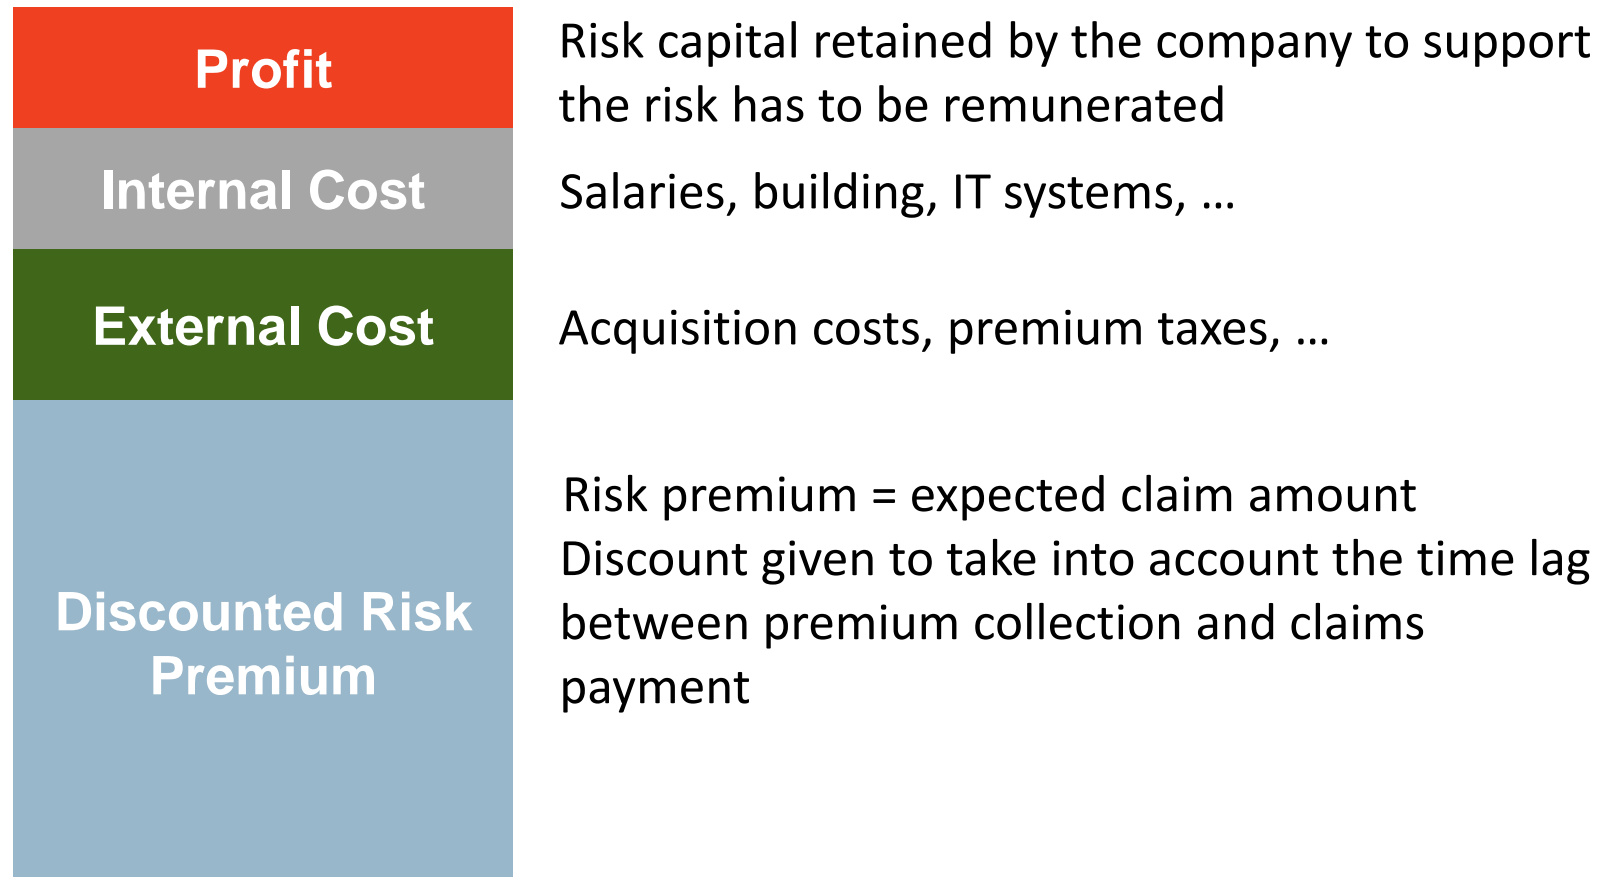 Profit
Risk capital retained by the company to support
the risk has to be remunerated
Internal Cost
Salaries, building, IT systems, …
External Cost
Acquisition costs, premium taxes, …
Discounted Risk
Premium
Risk premium = expected claim amount
Discount given to take into account the time lag
between premium collection and claims
payment